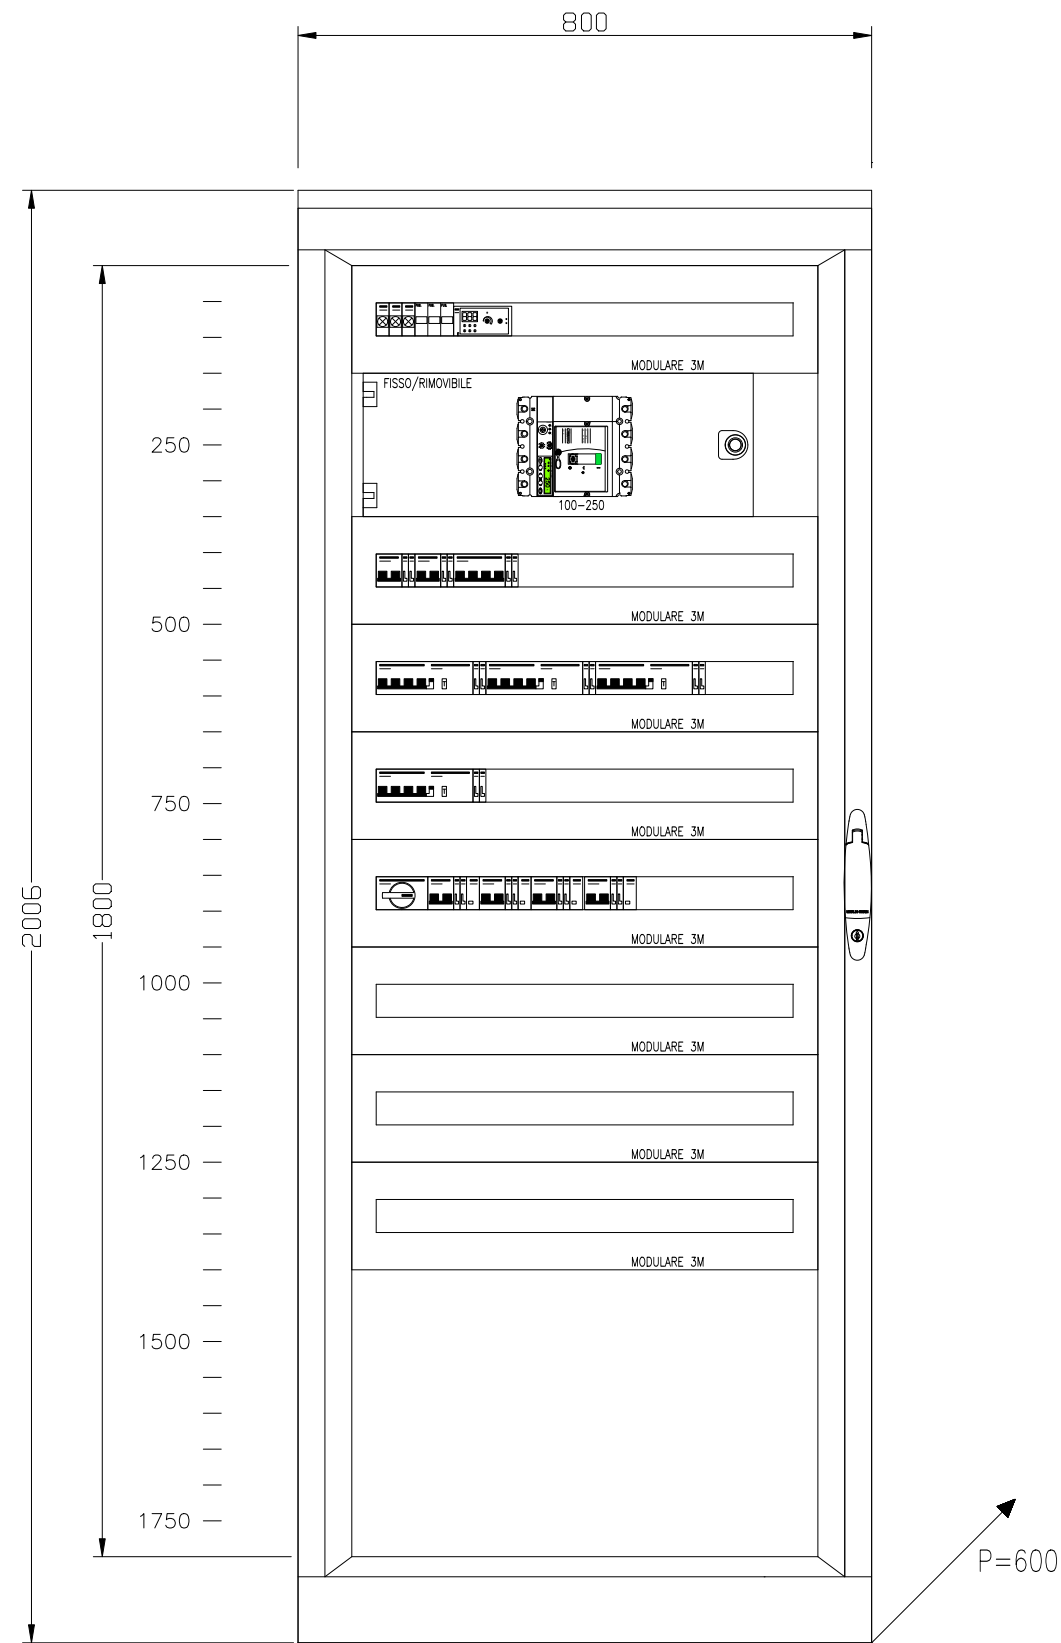 800
MODULARE 3M
FISSO/RIMOVIBILE
250
100-250
500
MODULARE 3M
MODULARE 3M
750
MODULARE 3M
2006
1800
MODULARE 3M
1000
MODULARE 3M
1250
MODULARE 3M
MODULARE 3M
1500
1750
P=600